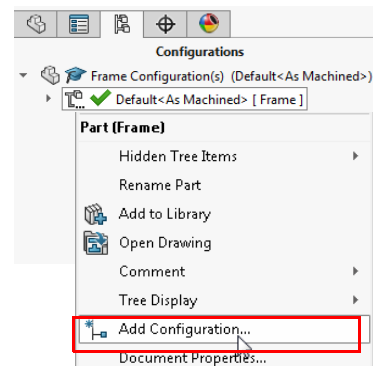 Configurations
Frame Configuration(s) (Default<As Machined>)
Default<As Machined> [ Frame ]
Part (Frame)
Hidden Tree Items
Rename Part
Add to Library
Open Drawing
Comment
Tree Display
Add Configuration...
Document Properties...